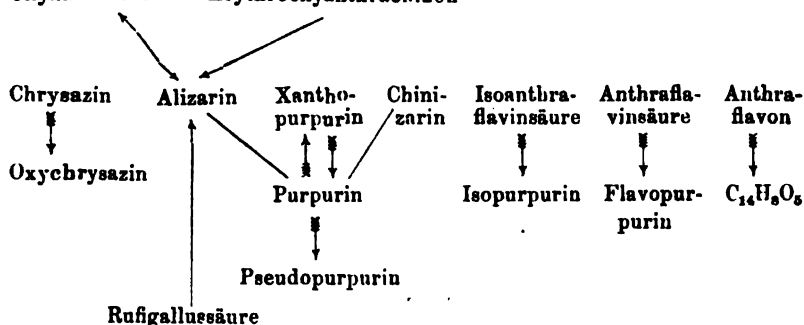 Chrysazin Alizarin Xantho- Chini- Isoanthra- Anthrafla- Anthra-
purpurin zarin flavinsäure vinsäure flavon
Oxychrysazin
Purpurin Isopurpurin Flavopur- C₁₄H₈O₅
purin
Pseudopurpurin
Rufigallussäure